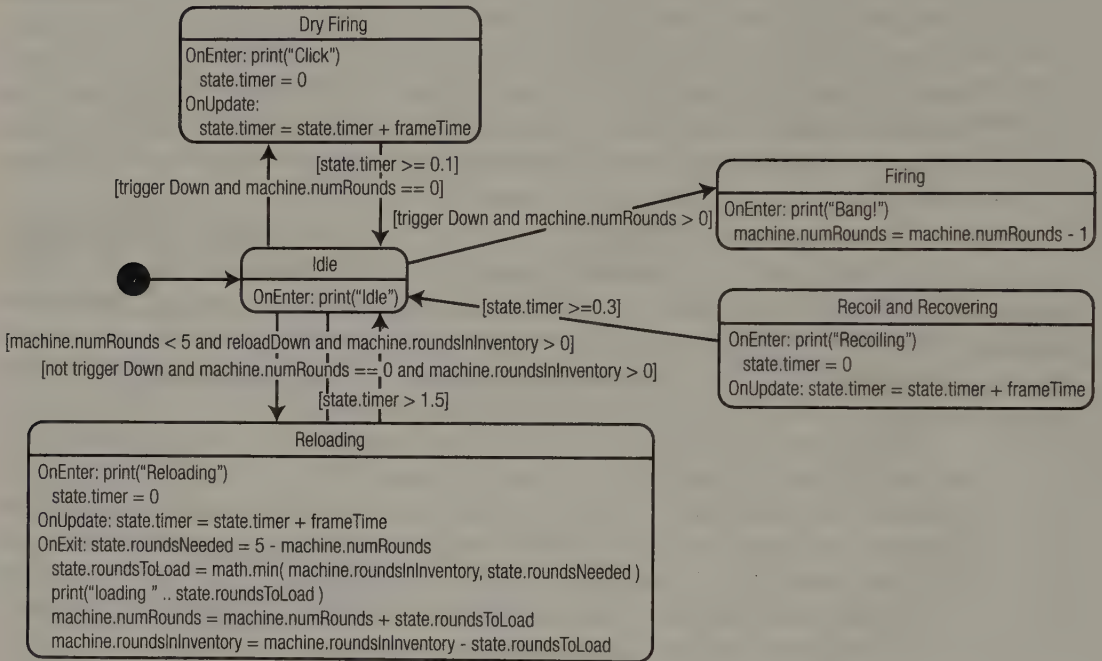 Dry Firing
OnEnter: print("Click")
state.timer = 0
OnUpdate:
state.timer = state.timer + frameTime
[state.timer >= 0.1]
[trigger Down and machine.numRounds == 0]
[trigger Down and machine.numRounds > 0]
Firing
OnEnter: print("Bang!")
machine.numRounds = machine.numRounds - 1
Idle
OnEnter: print("Idle")
[state.timer >=0.3]
Recoil and Recovering
OnEnter: print("Recoiling")
state.timer = 0
OnUpdate: state.timer = state.timer + frameTime
[machine.numRounds < 5 and reloadDown and machine.roundsInInventory > 0]
[not trigger Down and machine.numRounds == 0 and machine.roundsInInventory > 0]
[state.timer > 1.5]
Reloading
OnEnter: print("Reloading")
state.timer = 0
OnUpdate: state.timer = state.timer + frameTime
OnExit: state.roundsNeeded = 5 - machine.numRounds
state.roundsToLoad = math.min( machine.roundsInInventory, state.roundsNeeded )
print("loading " .. state.roundsToLoad )
machine.numRounds = machine.numRounds + state.roundsToLoad
machine.roundsInInventory = machine.roundsInInventory - state.roundsToLoad